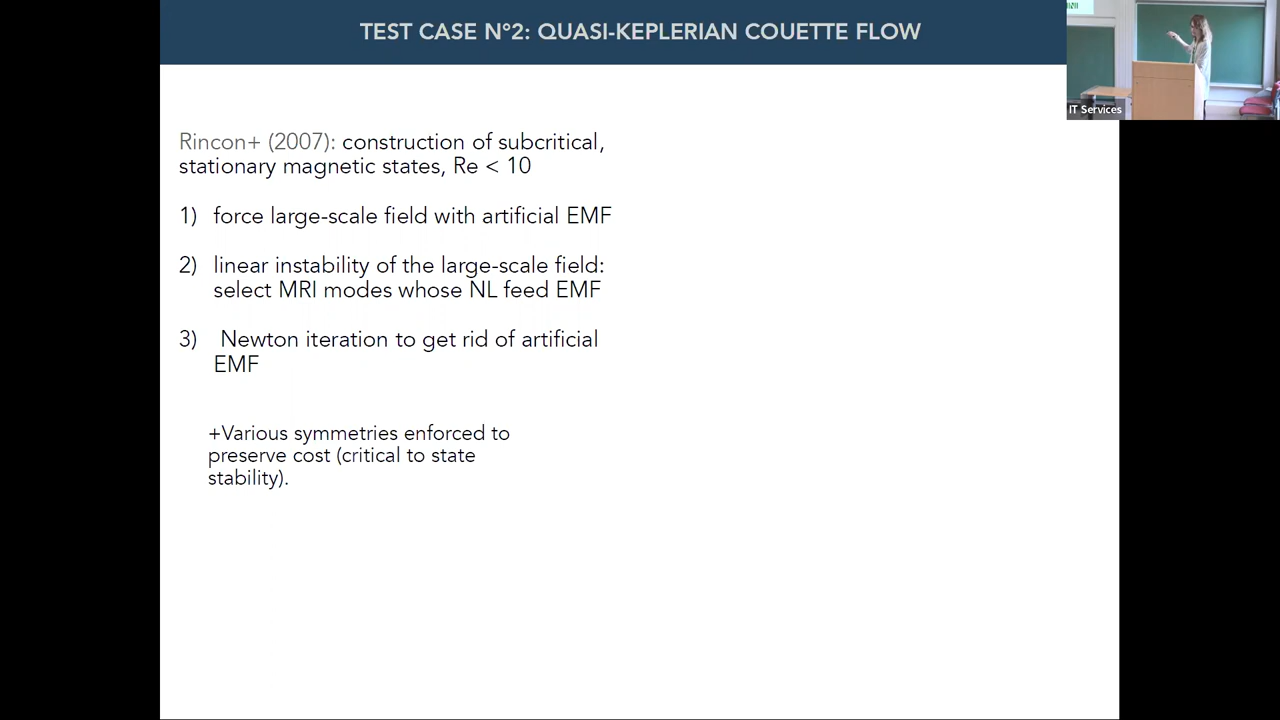 TEST CASE N°2: QUASI-KEPLERIAN COUETTE FLOW
IT Services
Rincon+ (2007): construction of subcritical,
stationary magnetic states, Re < 10
1) force large-scale field with artificial EMF
2) linear instability of the large-scale field:
select MRI modes whose NL feed EMF
3) Newton iteration to get rid of artificial
EMF
+Various symmetries enforced to
preserve cost (critical to state
stability).